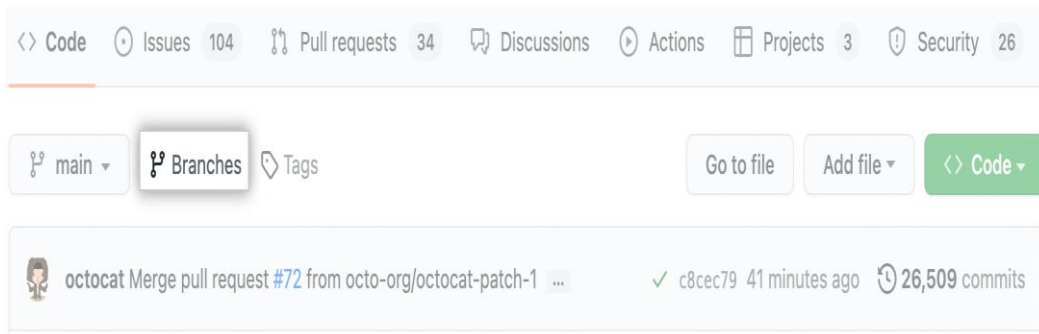 <> Code Issues 104 Pull requests 34 Discussions Actions Projects 3 Security 26
main Branches Tags Go to file Add file <> Code
octocat Merge pull request #72 from octo-org/octocat-patch-1 ... c8cec79 41 minutes ago 26,509 commits